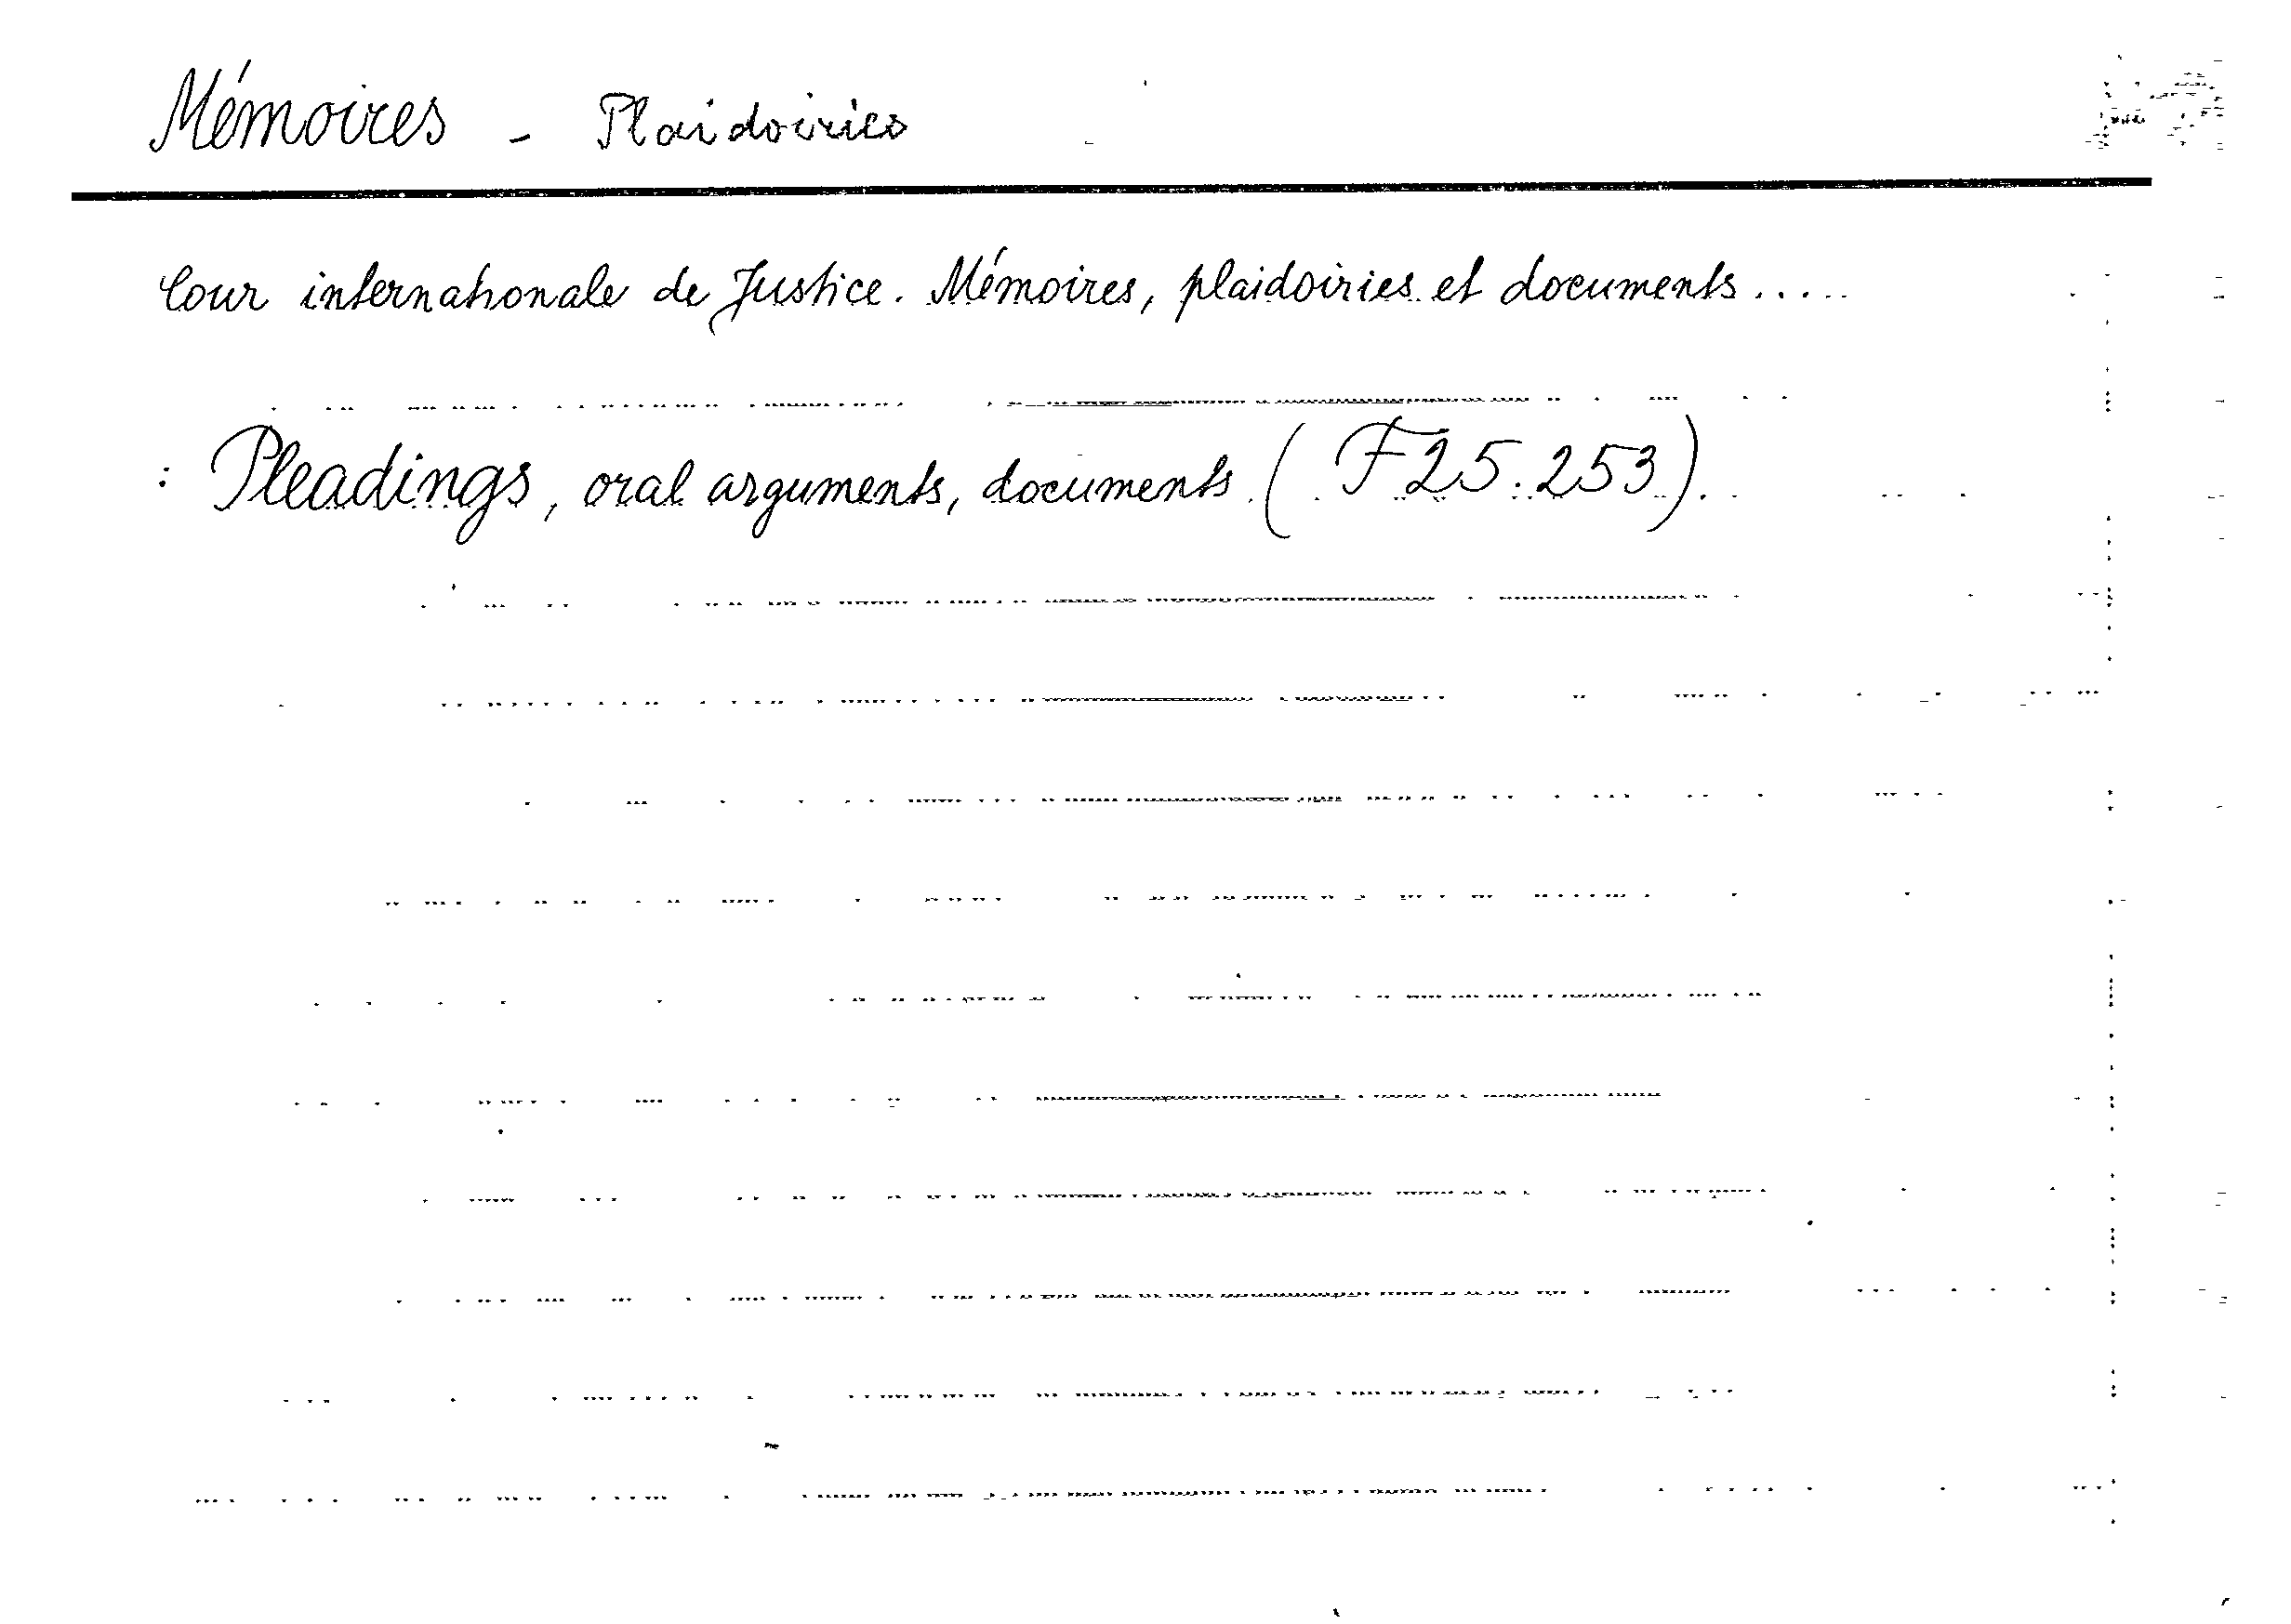 Mémoires - Plaidoiries
Cour internationale de Justice. Mémoires, plaidoiries et documents.....
: Pleadings, oral arguments, documents (F25.253).